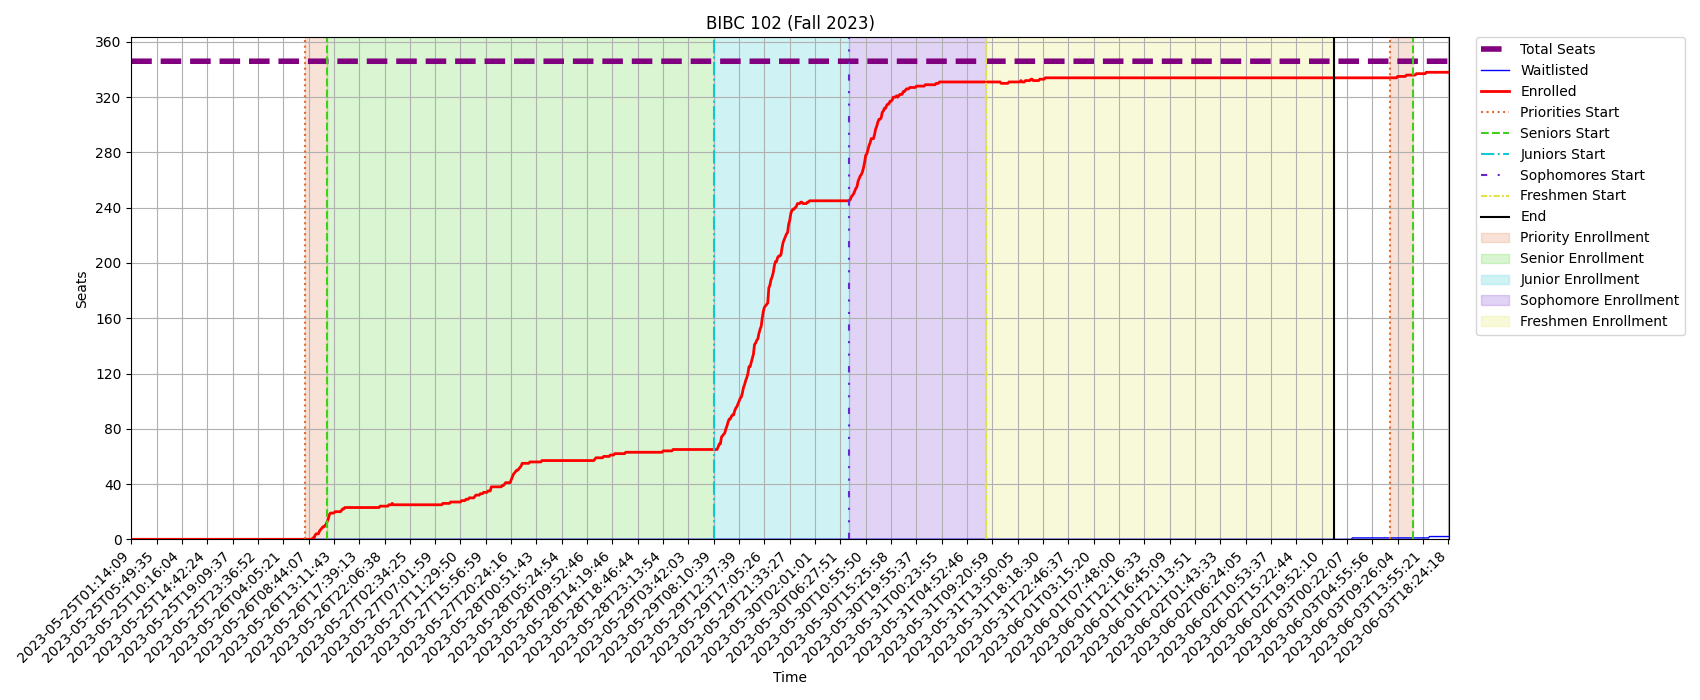 BIBC 102 (Fall 2023)
360
320
280
240
200
160
120
80
40
0
Seats
2023-05-25T01:14:09
2023-05-25T05:49:35
2023-05-25T10:16:04
2023-05-25T14:42:24
2023-05-25T19:09:37
2023-05-25T23:36:52
2023-05-26T04:05:21
2023-05-26T08:44:07
2023-05-26T13:11:43
2023-05-26T17:39:13
2023-05-26T22:06:38
2023-05-27T02:34:25
2023-05-27T07:01:59
2023-05-27T11:29:50
2023-05-27T15:56:59
2023-05-27T20:24:16
2023-05-28T00:51:43
2023-05-28T05:24:54
2023-05-28T09:52:46
2023-05-28T14:19:46
2023-05-28T18:46:44
2023-05-28T23:13:54
2023-05-29T03:42:03
2023-05-29T08:10:39
2023-05-29T12:37:39
2023-05-29T17:05:26
2023-05-29T21:33:27
2023-05-30T02:01:01
2023-05-30T06:27:51
2023-05-30T10:55:50
2023-05-30T15:25:58
2023-05-30T19:55:37
2023-05-31T00:23:55
2023-05-31T04:52:46
2023-05-31T09:20:59
2023-05-31T13:50:05
2023-05-31T18:18:30
2023-05-31T22:46:37
2023-06-01T03:15:20
2023-06-01T07:48:00
2023-06-01T12:16:33
2023-06-01T16:45:09
2023-06-01T21:13:51
2023-06-02T01:43:33
2023-06-02T06:24:05
2023-06-02T10:53:37
2023-06-02T15:22:44
2023-06-02T19:52:10
2023-06-03T00:22:07
2023-06-03T04:55:56
2023-06-03T09:26:04
2023-06-03T13:55:21
2023-06-03T18:24:18
Time
Total Seats
Waitlisted
Enrolled
Priorities Start
Seniors Start
Juniors Start
Sophomores Start
Freshmen Start
End
Priority Enrollment
Senior Enrollment
Junior Enrollment
Sophomore Enrollment
Freshmen Enrollment